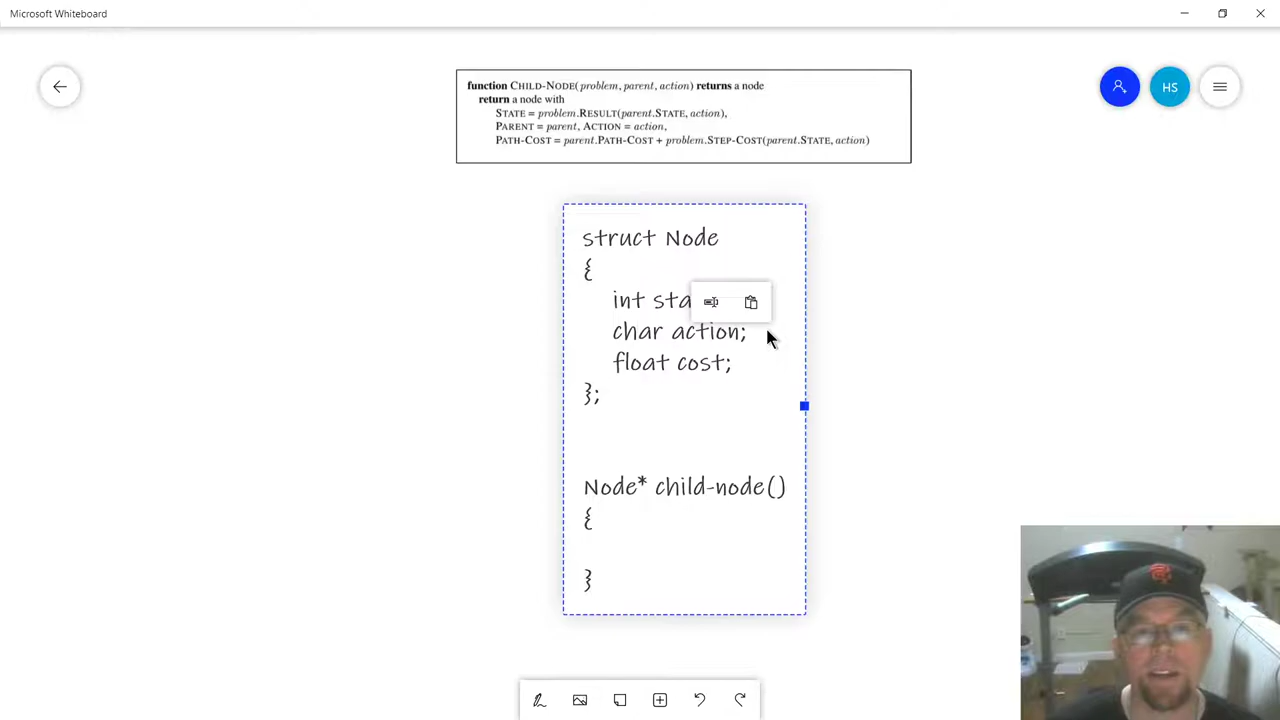 Microsoft Whiteboard
HS
function CHILD-NODE(problem, parent, action) returns a node
return a node with
STATE = problem.RESULT(parent.STATE, action),
PARENT = parent, ACTION = action,
PATH-COST = parent.PATH-COST + problem.STEP-COST(parent.STATE, action)
struct Node
{
int sta
char action;
float cost;
};
Node* child-node()
{
}